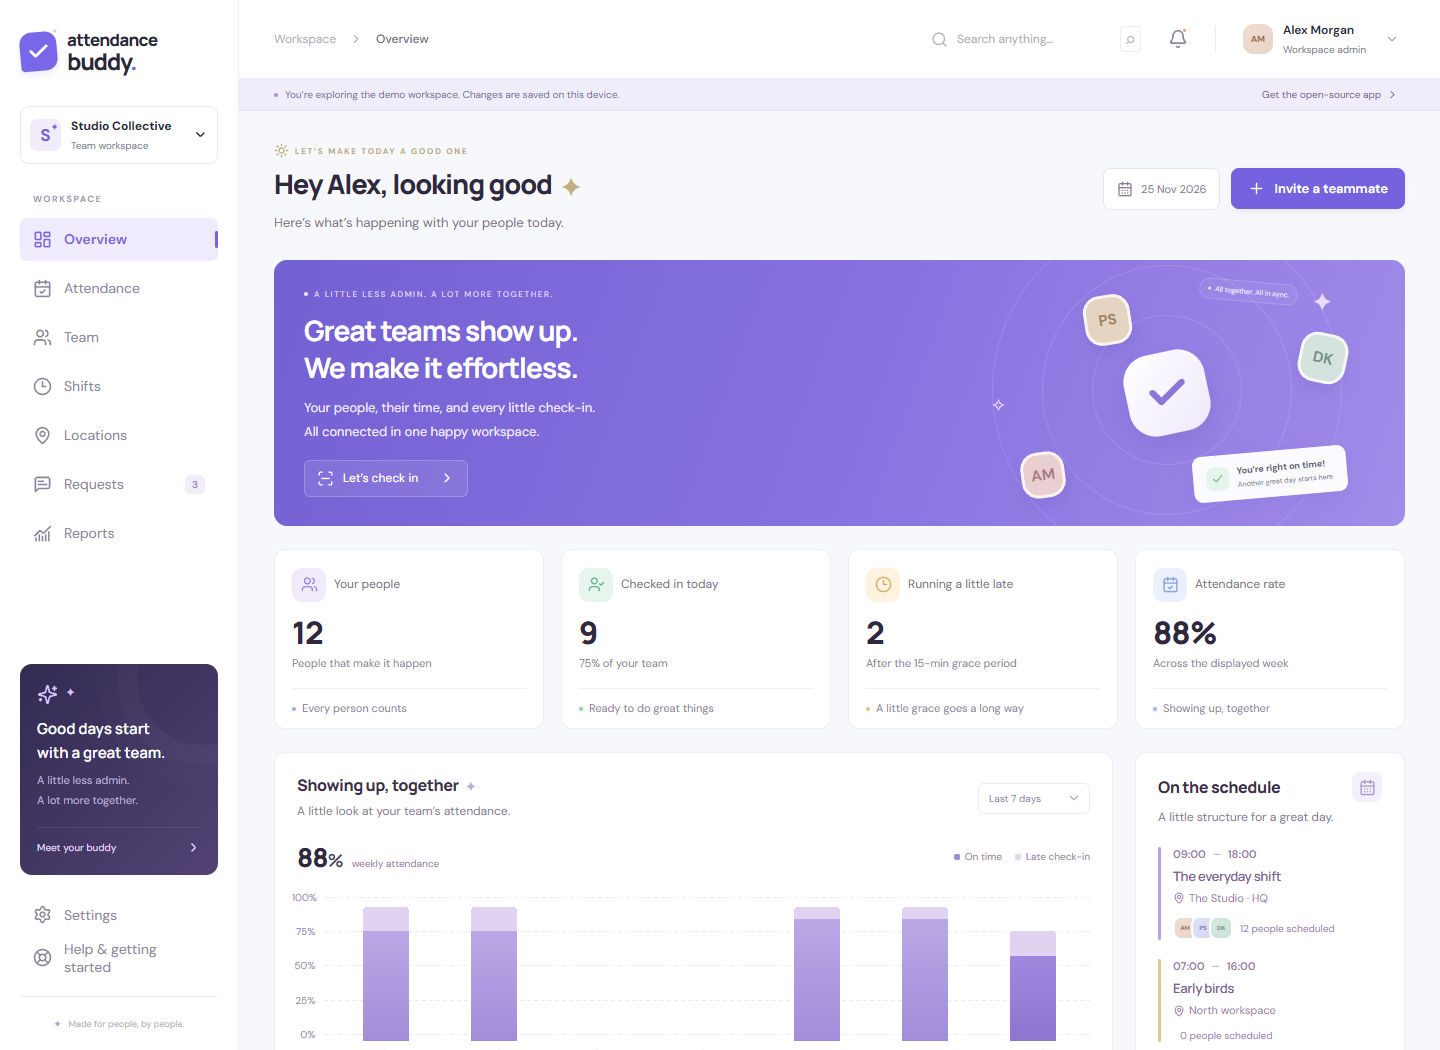 attendance
buddy.
S
Studio Collective
Team workspace
WORKSPACE
Overview
Attendance
Team
Shifts
Locations
Requests
3
Reports
Good days start
with a great team.
A little less admin.
A lot more together.
Meet your buddy
Settings
Help & getting
started
Made for people, by people.
Workspace
Overview
Search anything...
AM
Alex Morgan
Workspace admin
You're exploring the demo workspace. Changes are saved on this device.
Get the open-source app
LET'S MAKE TODAY A GOOD ONE
Hey Alex, looking good
Here's what's happening with your people today.
25 Nov 2026
Invite a teammate
A LITTLE LESS ADMIN. A LOT MORE TOGETHER.
Great teams show up.
We make it effortless.
Your people, their time, and every little check-in.
All connected in one happy workspace.
Let's check in
All together. All in sync.
PS
DK
AM
You're right on time!
Another great day starts here.
Your people
12
People that make it happen
Every person counts
Checked in today
9
75% of your team
Ready to do great things
Running a little late
2
After the 15-min grace period
A little grace goes a long way
Attendance rate
88%
Across the displayed week
Showing up, together
Showing up, together
A little look at your team's attendance.
Last 7 days
88% weekly attendance
On time
Late check-in
100%
75%
50%
25%
0%
On the schedule
A little structure for a great day.
09:00 — 18:00
The everyday shift
The Studio · HQ
AM PS DK 12 people scheduled
07:00 — 16:00
Early birds
North workspace
0 people scheduled